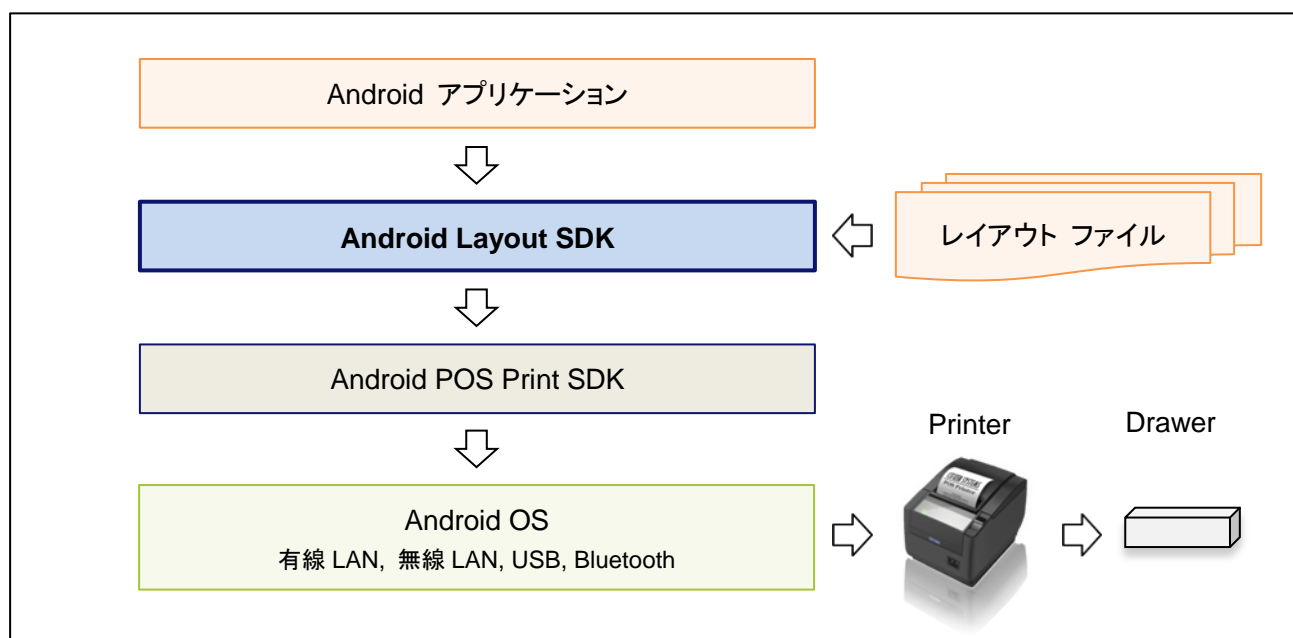 Android アプリケーション
Android Layout SDK
レイアウト ファイル
Android POS Print SDK
Printer
Drawer
Android OS
有線 LAN, 無線 LAN, USB, Bluetooth